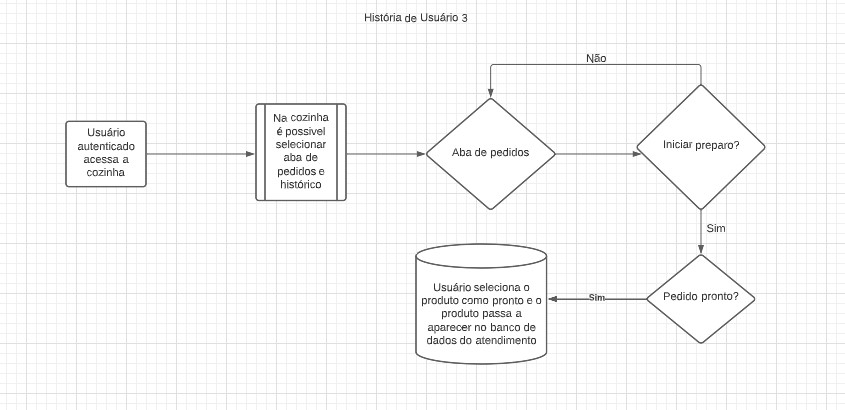 História de Usuário 3
Não
Usuário
autenticado
acessa a
cozinha
Na cozinha
é possivel
selecionar
aba de
pedidos e
histórico
Aba de pedidos
Iniciar preparo?
Sim
Pedido pronto?
Sim
Usuário seleciona o
produto como pronto e o
produto passa a
aparecer no banco de
dados do atendimento